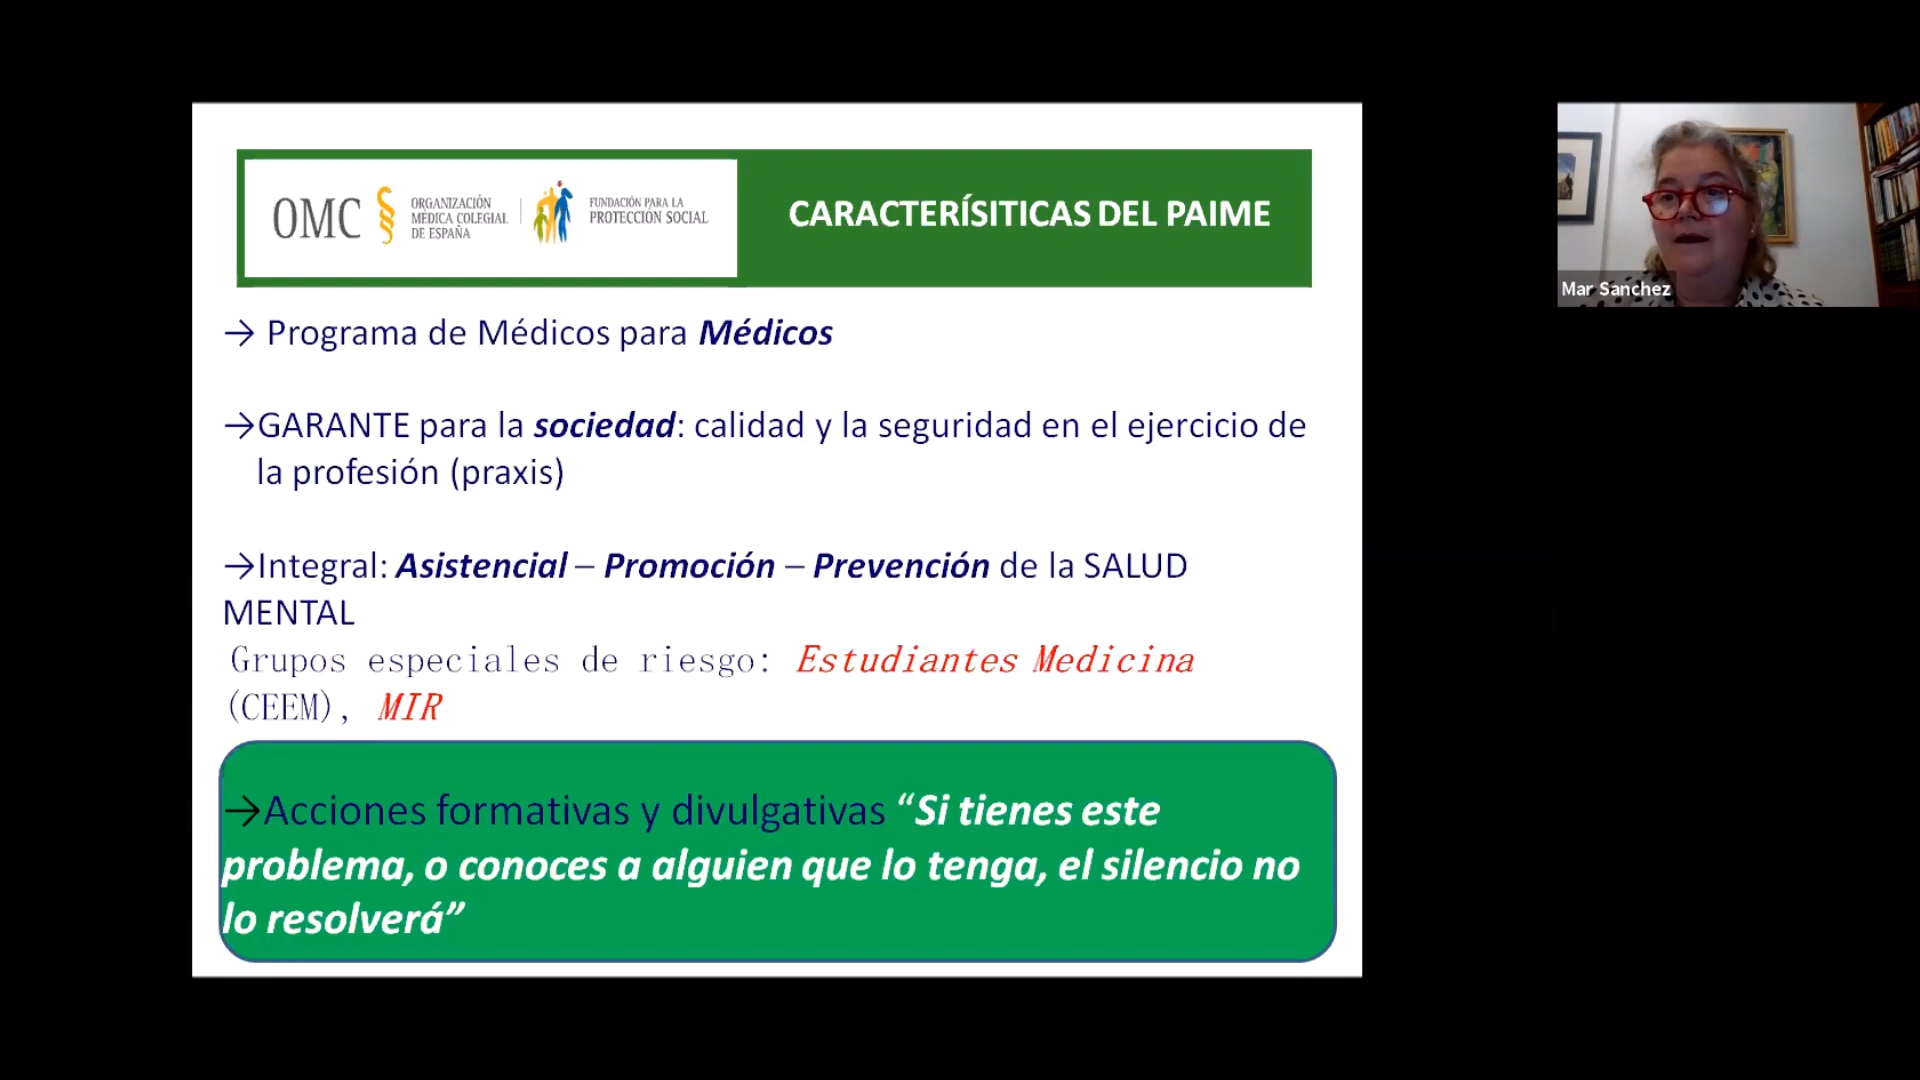 OMC
ORGANIZACIÓN
MÉDICA COLEGIAL
DE ESPAÑA
FUNDACIÓN PARA LA
PROTECCIÓN SOCIAL
CARACTERÍSITICAS DEL PAIME
→ Programa de Médicos para Médicos
→GARANTE para la sociedad: calidad y la seguridad en el ejercicio de
la profesión (praxis)
→Integral: Asistencial – Promoción – Prevención de la SALUD
MENTAL
Grupos especiales de riesgo: Estudiantes Medicina
(CEEM), MIR
→Acciones formativas y divulgativas “Si tienes este
problema, o conoces a alguien que lo tenga, el silencio no
lo resolverá”
Mar Sanchez